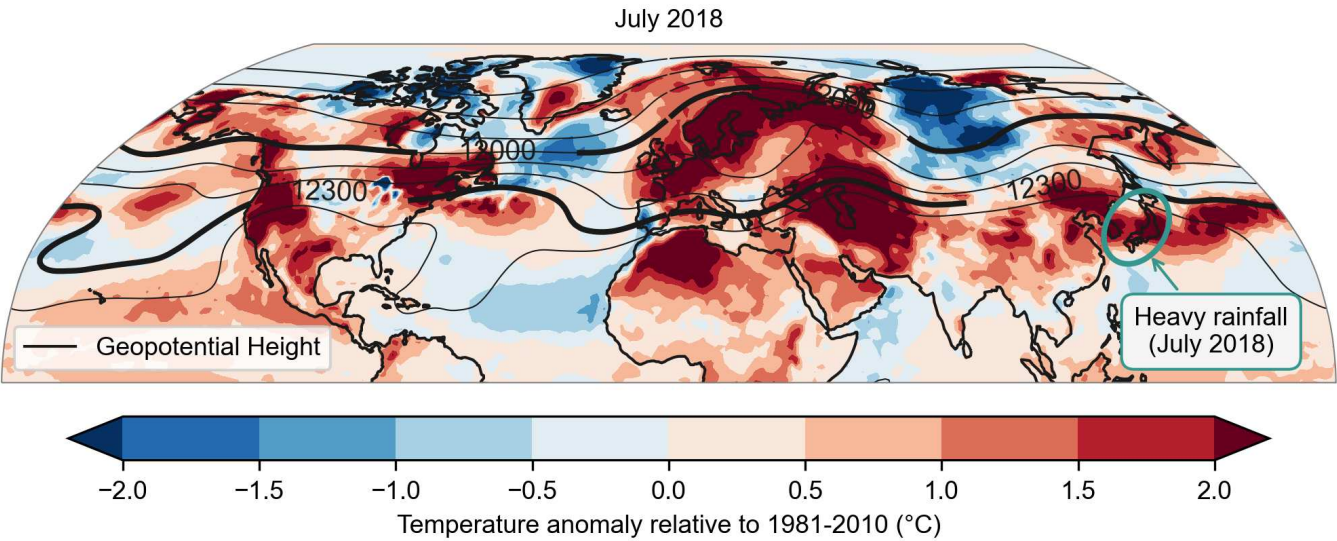 July 2018
12000
12000
12300
12300
Geopotential Height
Heavy rainfall
(July 2018)
−2.0 −1.5 −1.0 −0.5 0.0 0.5 1.0 1.5 2.0
Temperature anomaly relative to 1981-2010 (°C)